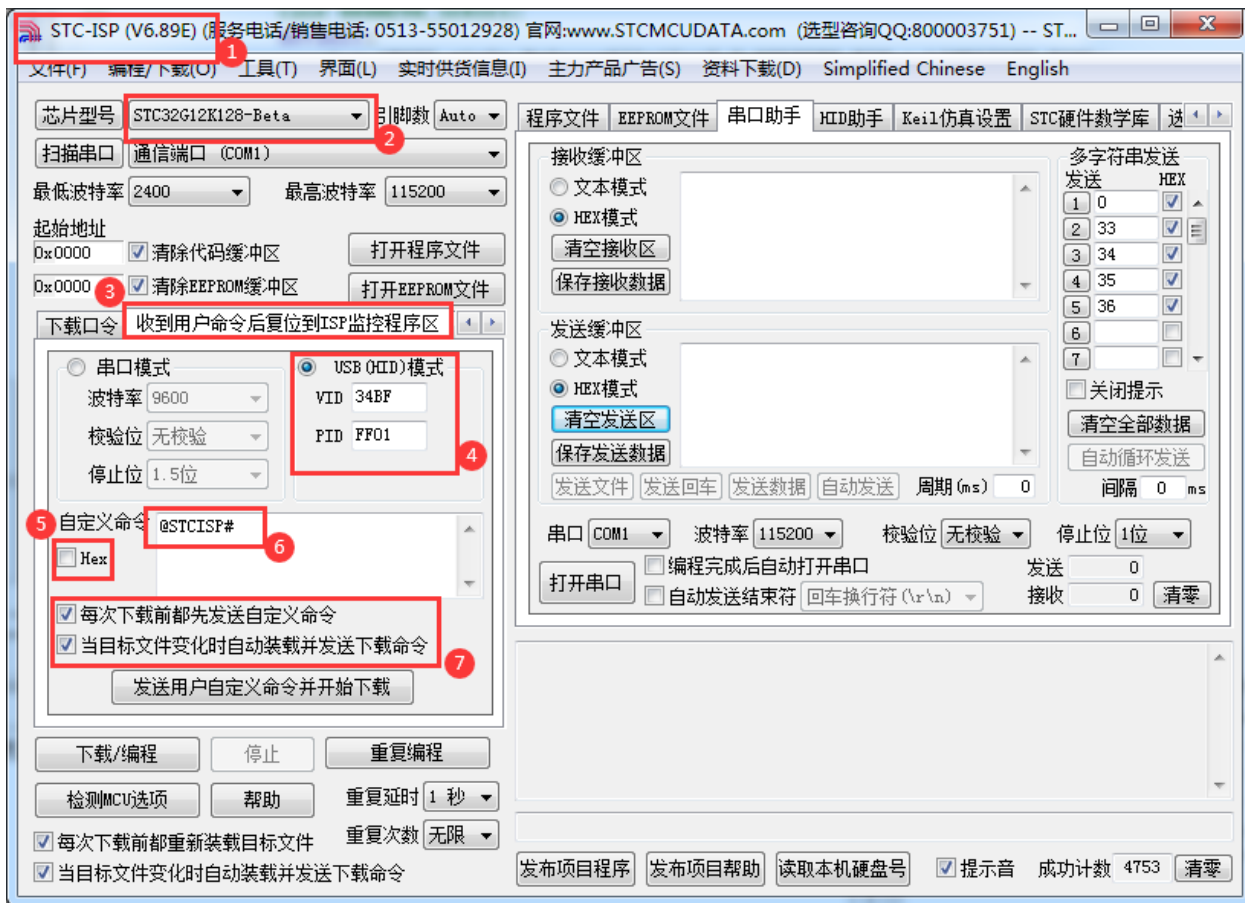 STC-ISP (V6.89E) (服务电话/销售电话: 0513-55012928) 官网:www.STCMCUDATA.com (选型咨询QQ:800003751) -- ST...
1
文件(F) 编程/下载(O) 工具(T) 界面(L) 实时供货信息(I) 主力产品广告(S) 资料下载(D) Simplified Chinese English
芯片型号 STC32G12K128-Beta 引脚数 Auto
2
扫描串口 通信端口 (COM1)
最低波特率 2400 最高波特率 115200
起始地址
0x0000 清除代码缓冲区 打开程序文件
0x0000 3 清除EEPROM缓冲区 打开EEPROM文件
下载口令 收到用户命令后复位到ISP监控程序区
串口模式 USB(HID)模式
波特率 9600 VID 34BF
校验位 无校验 PID FF01
4
停止位 1.5位
5 自定义命令 @STCISP#
6
Hex
每次下载前都先发送自定义命令
当目标文件变化时自动装载并发送下载命令
7
发送用户自定义命令并开始下载
下载/编程 停止 重复编程
检测MCU选项 帮助 重复延时 1 秒
每次下载前都重新装载目标文件 重复次数 无限
当目标文件变化时自动装载并发送下载命令
程序文件 EEPROM文件 串口助手 HID助手 Keil仿真设置 STC硬件数学库 选
接收缓冲区
文本模式
HEX模式
清空接收区
保存接收数据
发送缓冲区
文本模式
HEX模式
清空发送区
保存发送数据
发送文件 发送回车 发送数据 自动发送 周期(ms) 0
多字符串发送
发送 HEX
1 0
2 33
3 34
4 35
5 36
6
7
关闭提示
清空全部数据
自动循环发送
间隔 0 ms
串口 COM1 波特率 115200 校验位 无校验 停止位 1位
打开串口 编程完成后自动打开串口 发送 0
自动发送结束符 回车换行符(\r\n) 接收 0 清零
发布项目程序 发布项目帮助 读取本机硬盘号 提示音 成功计数 4753 清零